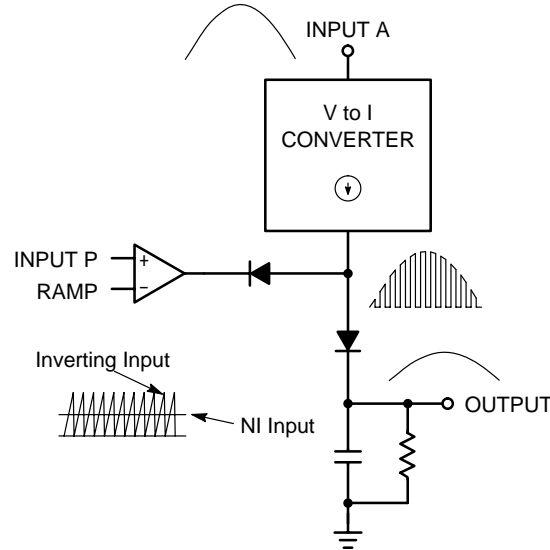 INPUT A
V to I
CONVERTER
INPUT P
+
RAMP
−
Inverting Input
NI Input
OUTPUT